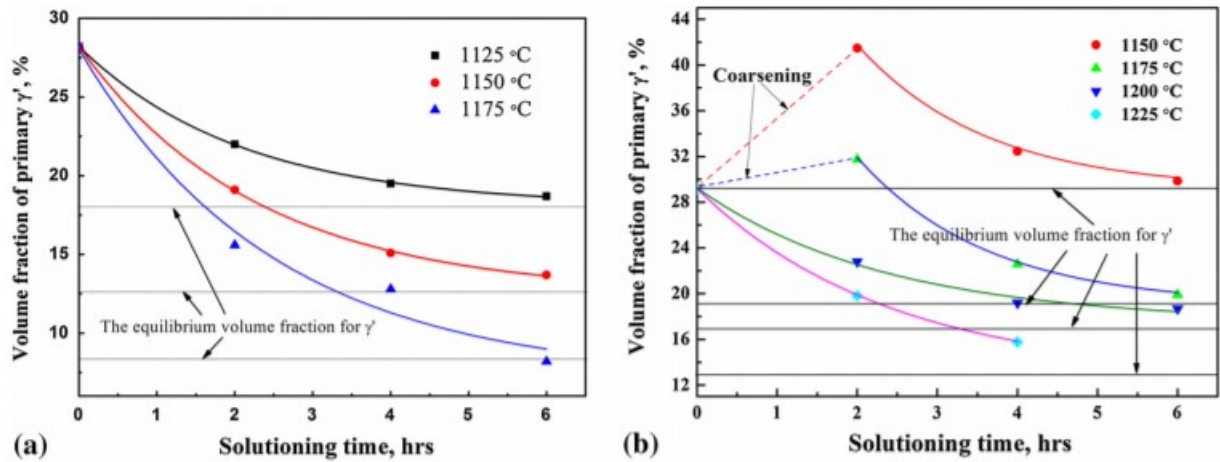 30
25
20
15
10
0
1
2
3
4
5
6
Volume fraction of primary γ', %
Solutioning time, hrs
1125 °C
1150 °C
1175 °C
The equilibrium volume fraction for γ'
(a)
44
40
36
32
28
24
20
16
12
0
1
2
3
4
5
6
Volume fraction of primary γ', %
Solutioning time, hrs
Coarsening
1150 °C
1175 °C
1200 °C
1225 °C
The equilibrium volume fraction for γ'
(b)